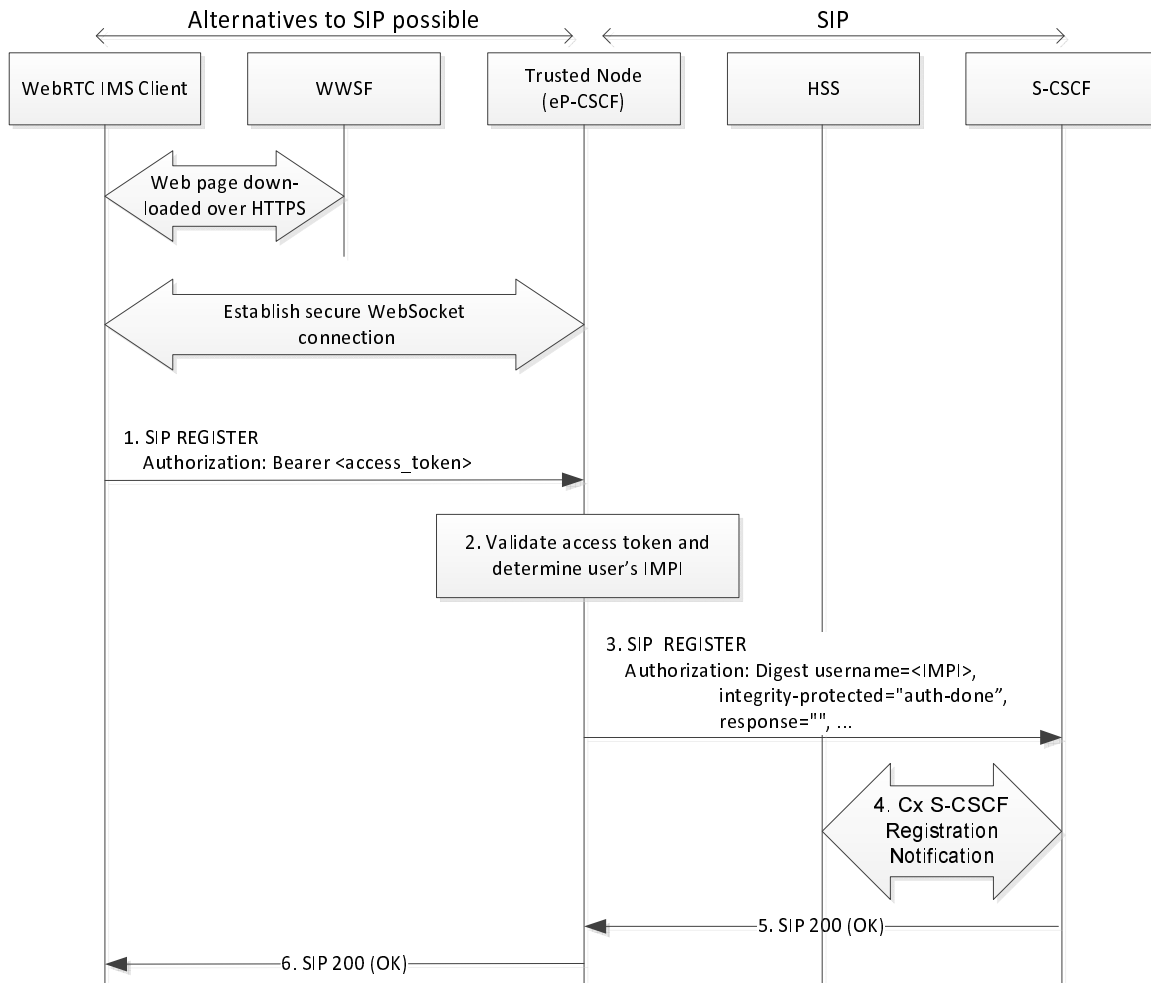 Alternatives to SIP possible
SIP
WebRTC IMS Client
WWSF
Trusted Node
(eP-CSCF)
HSS
S-CSCF
Web page down-
loaded over HTTPS
Establish secure WebSocket
connection
1. SIP REGISTER
Authorization: Bearer <access_token>
2. Validate access token and
determine user’s IMPI
3. SIP REGISTER
Authorization: Digest username=<IMPI>,
integrity-protected="auth-done”,
response="", ...
4. Cx S-CSCF
Registration
Notification
5. SIP 200 (OK)
6. SIP 200 (OK)